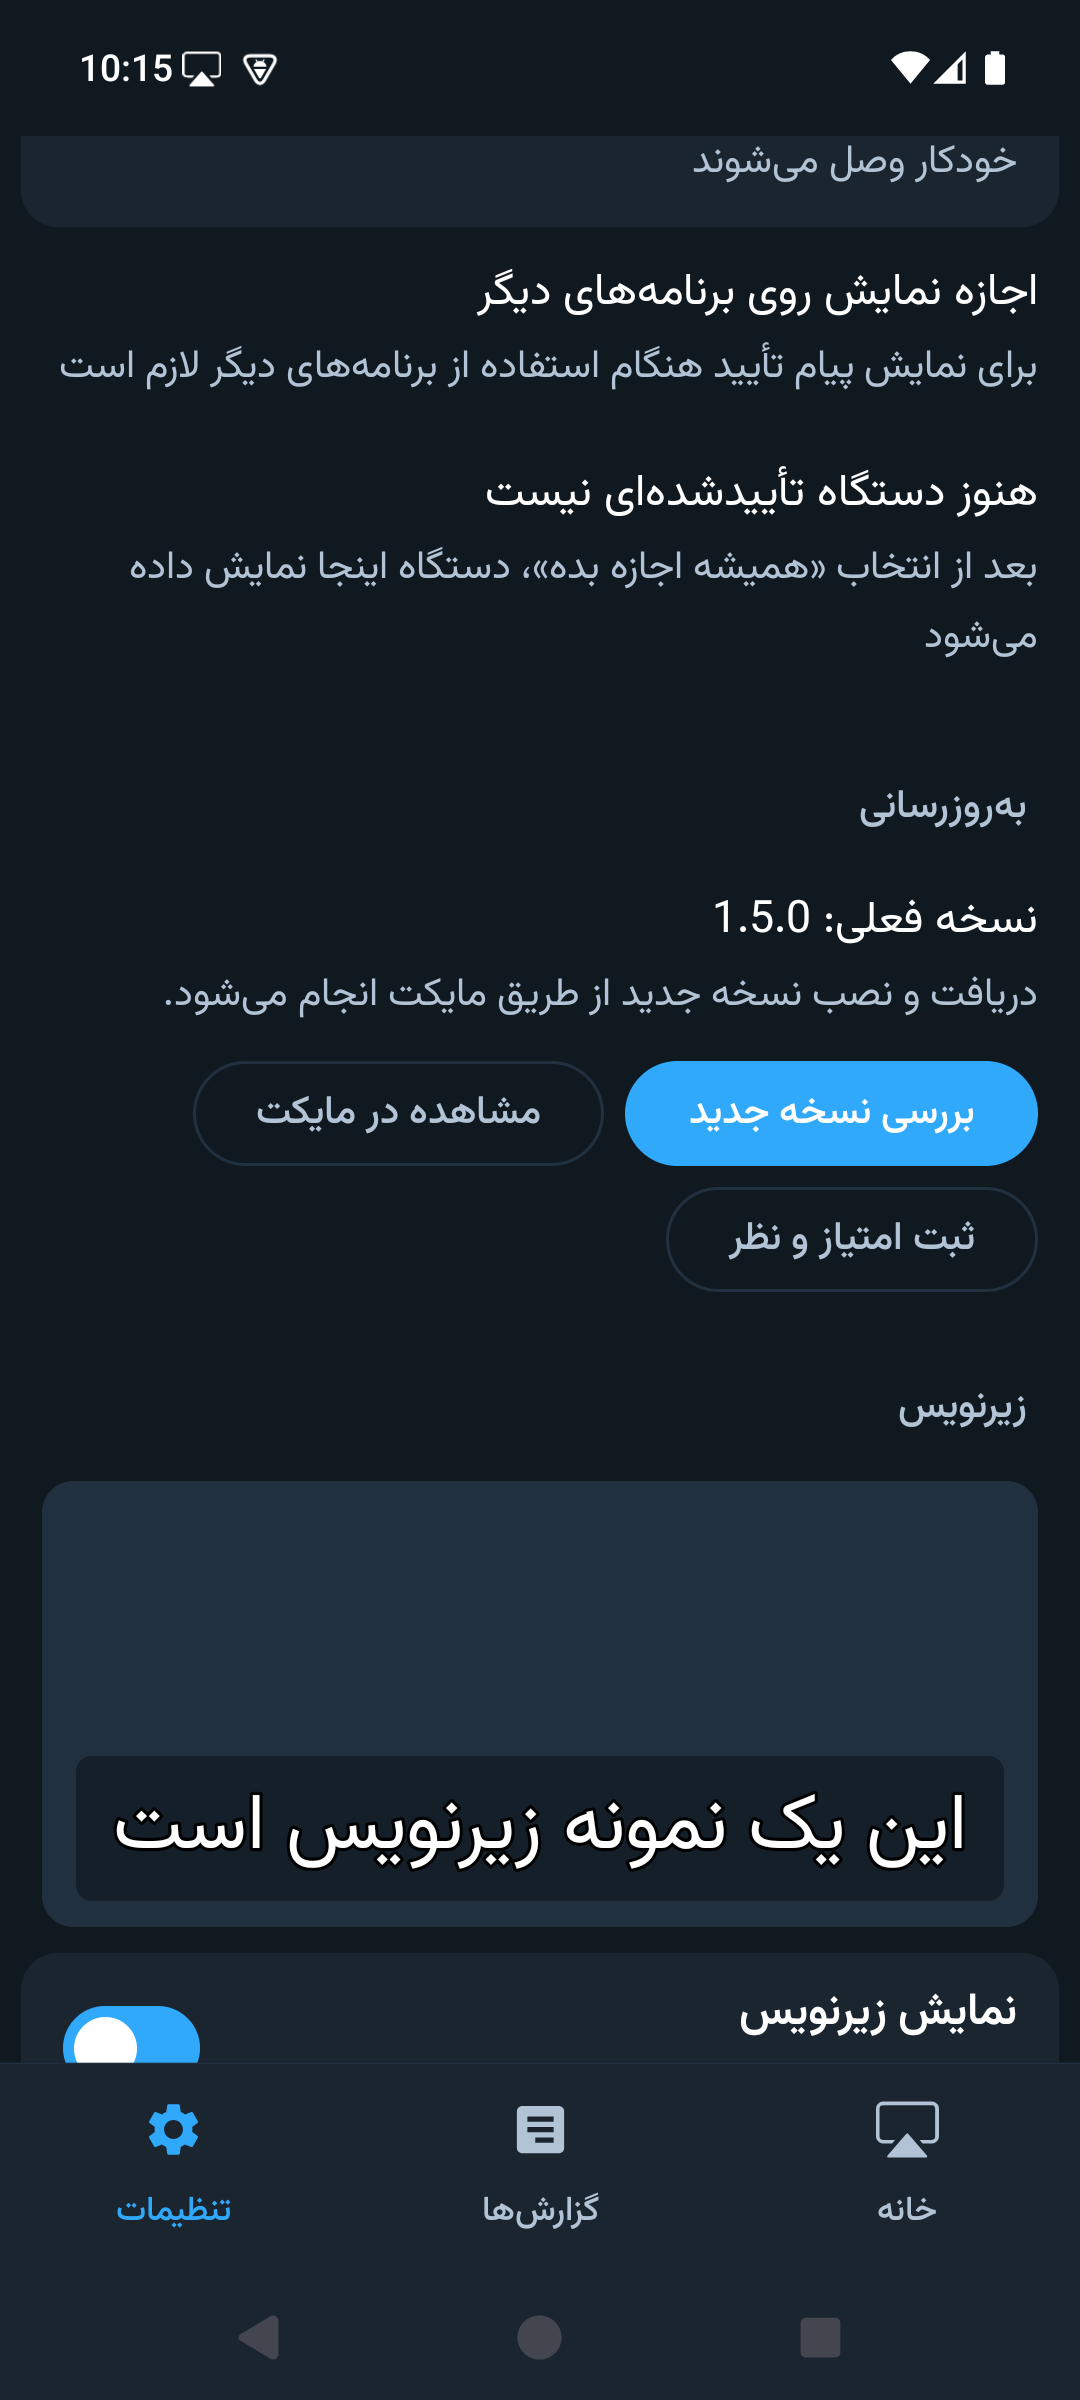 10:15
خودکار وصل می‌شوند
اجازه نمایش روی برنامه‌های دیگر
برای نمایش پیام تأیید هنگام استفاده از برنامه‌های دیگر لازم است
هنوز دستگاه تأییدشده‌ای نیست
بعد از انتخاب «همیشه اجازه بده»، دستگاه اینجا نمایش داده
می‌شود
به‌روزرسانی
نسخه فعلی: 1.5.0
دریافت و نصب نسخه جدید از طریق مایکت انجام می‌شود.
بررسی نسخه جدید
مشاهده در مایکت
ثبت امتیاز و نظر
زیرنویس
این یک نمونه زیرنویس است
نمایش زیرنویس
خانه
گزارش‌ها
تنظیمات